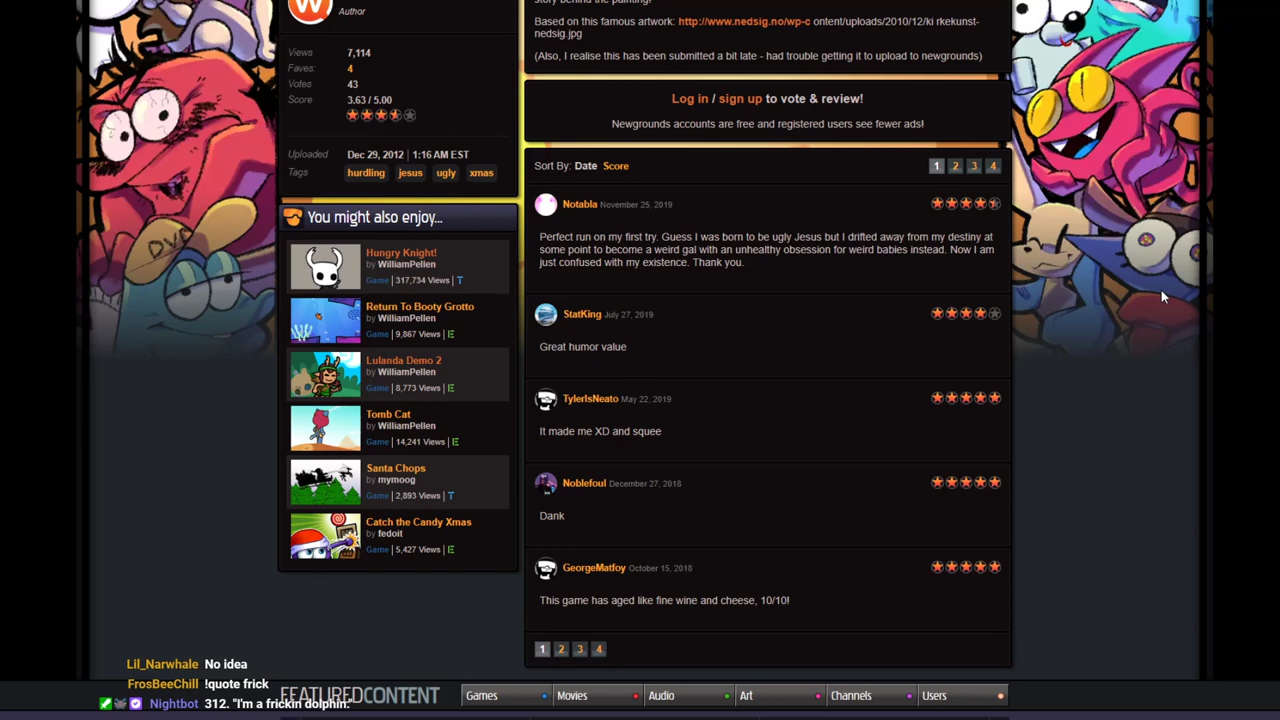 W
Author
Views 7,114
Faves: 4
Votes 43
Score 3.63 / 5.00
Uploaded Dec 29, 2012 | 1:16 AM EST
Tags hurdling jesus ugly xmas
You might also enjoy...
Hungry Knight!
by WilliamPellen
Game | 317,734 Views | T
Return To Booty Grotto
by WilliamPellen
Game | 9,867 Views | E
Lulanda Demo 2
by WilliamPellen
Game | 8,773 Views | E
Tomb Cat
by WilliamPellen
Game | 14,241 Views | E
Santa Chops
by mymoog
Game | 2,893 Views | T
Catch the Candy Xmas
by fedoit
Game | 5,427 Views | E
story behind the painting!
Based on this famous artwork: http://www.nedsig.no/wp-c ontent/uploads/2010/12/ki rkekunst-
nedsig.jpg
(Also, I realise this has been submitted a bit late - had trouble getting it to upload to newgrounds)
Log in / sign up to vote & review!
Newgrounds accounts are free and registered users see fewer ads!
Sort By: Date Score 1 2 3 4
Notabla November 25, 2019
Perfect run on my first try. Guess I was born to be ugly Jesus but I drifted away from my destiny at
some point to become a weird gal with an unhealthy obsession for weird babies instead. Now I am
just confused with my existence. Thank you.
StatKing July 27, 2019
Great humor value
TylerIsNeato May 22, 2019
It made me XD and squee
Noblefoul December 27, 2018
Dank
GeorgeMatfoy October 15, 2018
This game has aged like fine wine and cheese, 10/10!
1 2 3 4
Lil_Narwhale No idea
FrosBeeChill !quote frick
Nightbot 312. "I'm a frickin dolphin."
FEATUREDCONTENT Games Movies Audio Art Channels Users